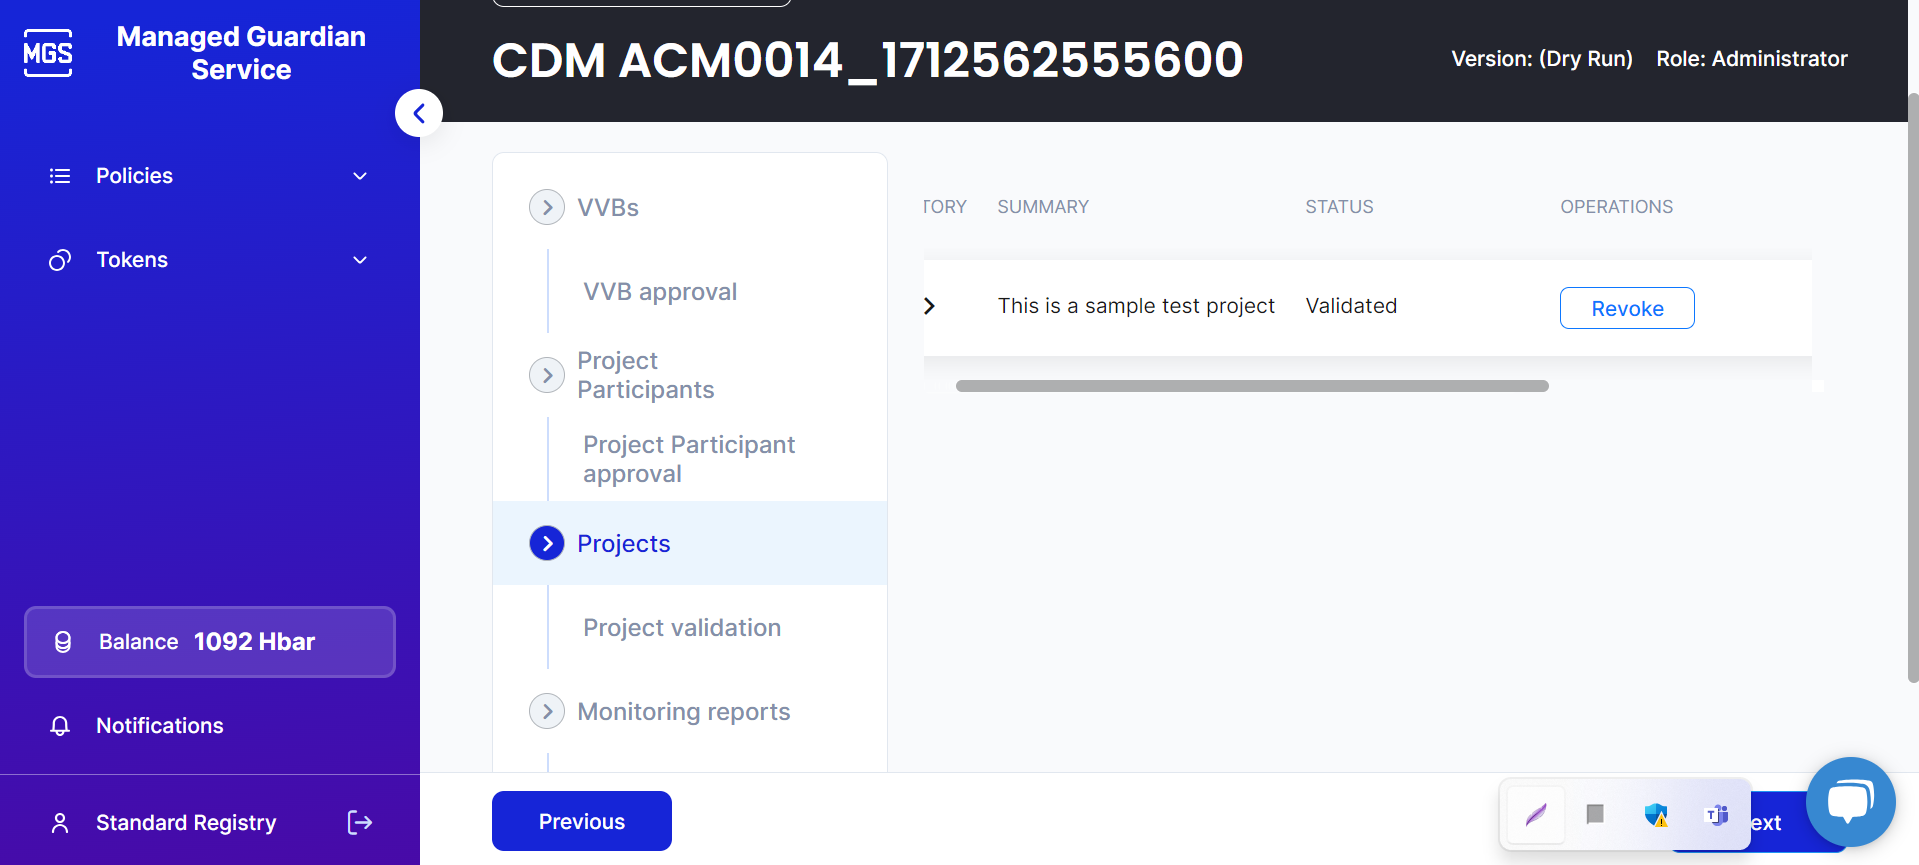 MGS
Managed Guardian
Service
Policies
Tokens
Balance 1092 Hbar
Notifications
Standard Registry
CDM ACM0014_1712562555600
Version: (Dry Run) Role: Administrator
VVBs
VVB approval
Project
Participants
Project Participant
approval
Projects
Project validation
Monitoring reports
TORY SUMMARY STATUS OPERATIONS
This is a sample test project Validated Revoke
Previous
ext